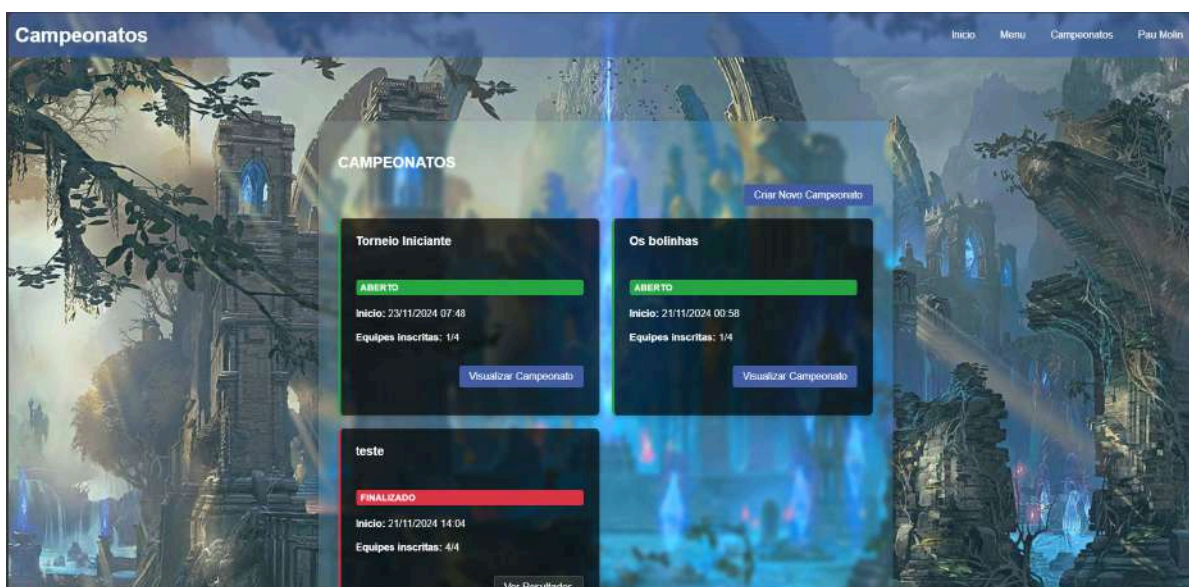 Campeonatos
Inicio Menu Campeonatos Pau Molin
CAMPEONATOS
Criar Novo Campeonato
Torneio Iniciante
ABERTO
Inicio: 23/11/2024 07:48
Equipes inscritas: 1/4
Visualizar Campeonato
Os bolinhas
ABERTO
Inicio: 21/11/2024 00:58
Equipes inscritas: 1/4
Visualizar Campeonato
teste
FINALIZADO
Inicio: 21/11/2024 14:04
Equipes inscritas: 4/4
Ver Resultados